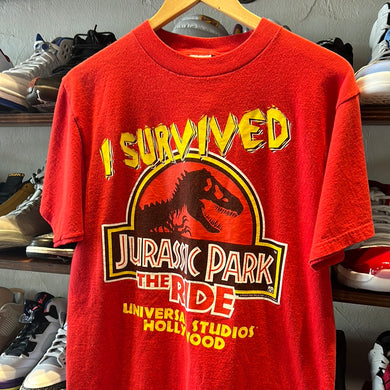 I SURVIVED
JURASSIC PARK
THE RIDE
UNIVERSAL STUDIOS
HOLLYWOOD